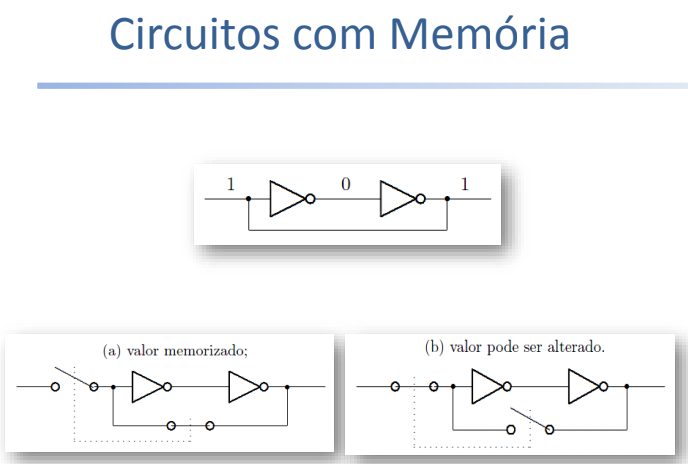 Circuitos com Memória
1 0 1
(a) valor memorizado;
(b) valor pode ser alterado.